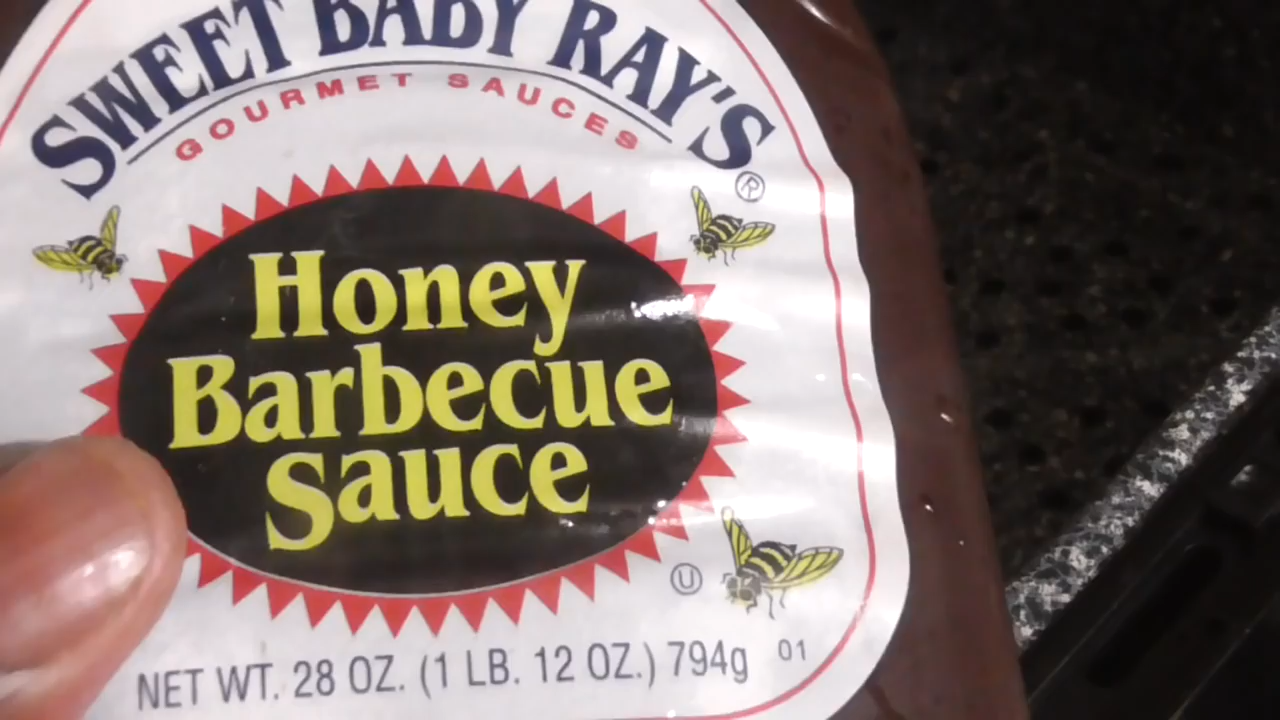 SWEET BABY RAY'S ®
GOURMET SAUCES
Honey
Barbecue
Sauce
U
NET WT. 28 OZ. (1 LB. 12 OZ.) 794g 01